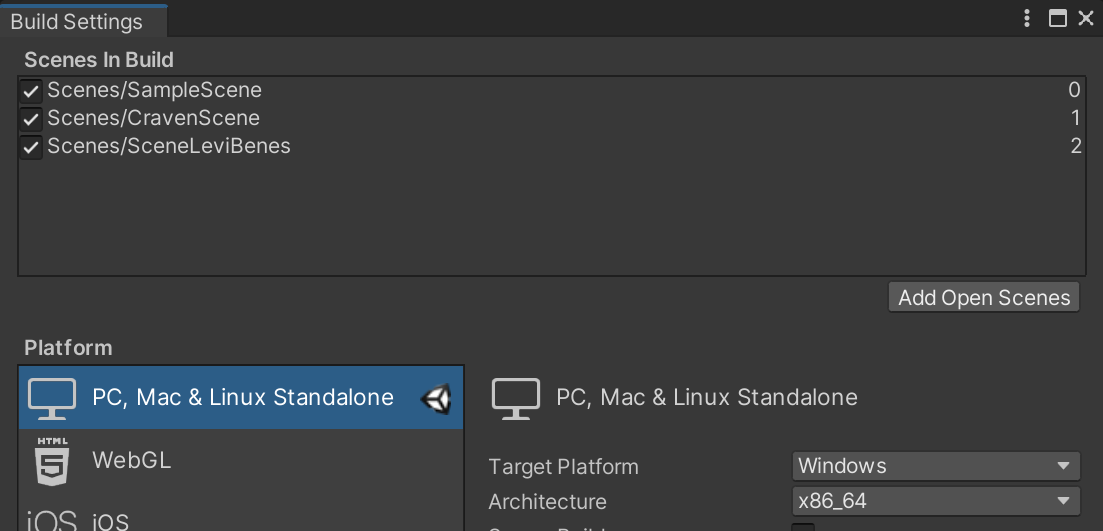 Build Settings
Scenes In Build
Scenes/SampleScene 0
Scenes/CravenScene 1
Scenes/SceneLeviBenes 2
Add Open Scenes
Platform
PC, Mac & Linux Standalone
PC, Mac & Linux Standalone
HTML
5
WebGL
Target Platform Windows
Architecture x86_64
iOS iOS